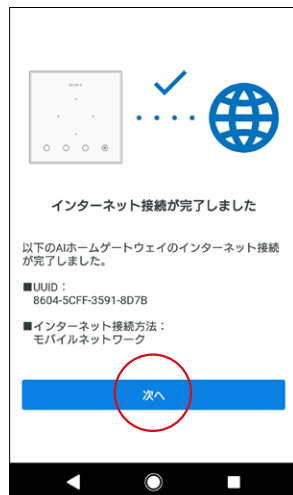 SONY
インターネット接続が完了しました
以下のAIホームゲートウェイのインターネット接続
が完了しました。
■UUID：
8604-5CFF-3591-8D7B
■インターネット接続方法：
モバイルネットワーク
次へ